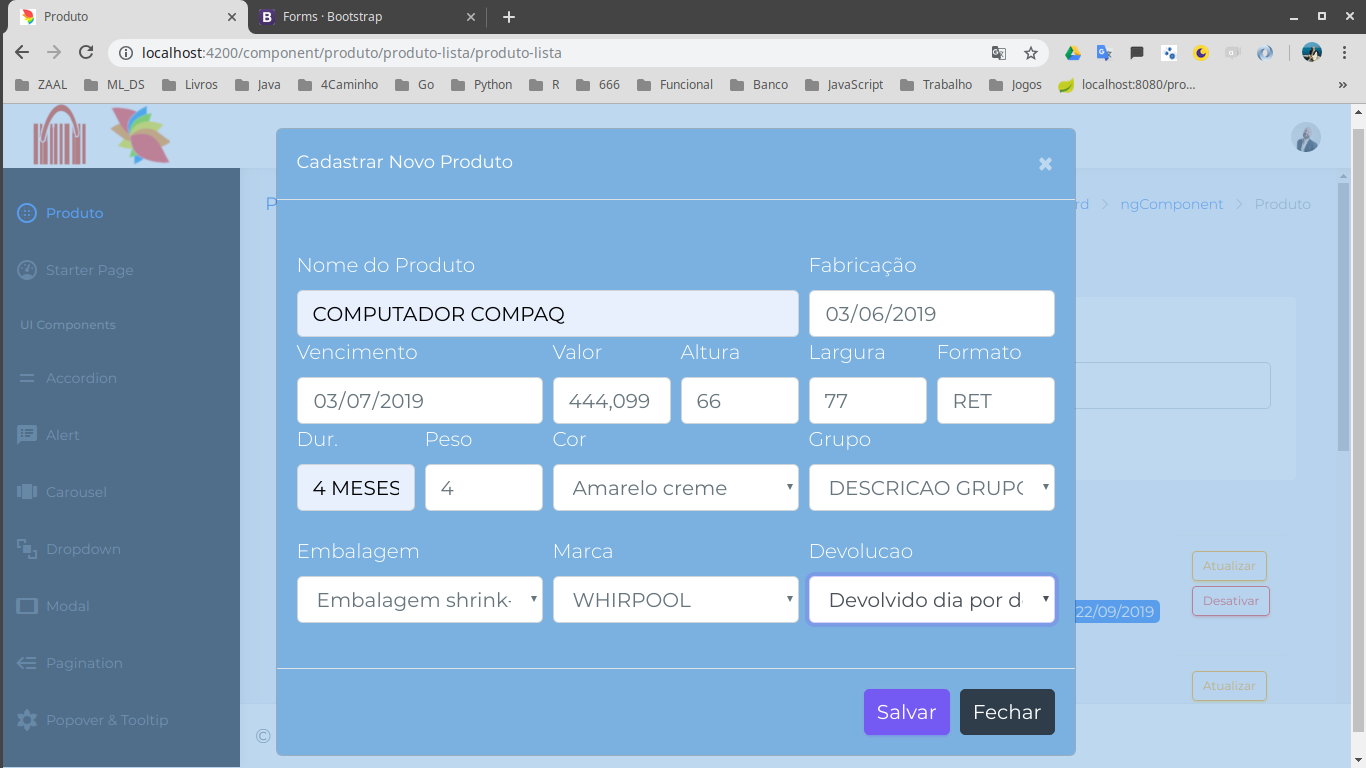 Produto
Forms · Bootstrap
localhost:4200/component/produto/produto-lista/produto-lista
ZAAL ML_DS Livros Java 4Caminho Go Python R 666 Funcional Banco JavaScript Trabalho Jogos localhost:8080/pro...
Cadastrar Novo Produto
×
P
rd ngComponent Produto
Produto
Starter Page
UI Components
Accordion
Alert
Carousel
Dropdown
Modal
Pagination
Popover & Tooltip
Nome do Produto Fabricação
COMPUTADOR COMPAQ 03/06/2019
Vencimento Valor Altura Largura Formato
03/07/2019 444,099 66 77 RET
Dur. Peso Cor Grupo
4 MESES 4 Amarelo creme DESCRICAO GRUPO
Embalagem Marca Devolucao
Embalagem shrink- WHIRPOOL Devolvido dia por d
Atualizar
Desativar
22/09/2019
Atualizar
Salvar Fechar
©